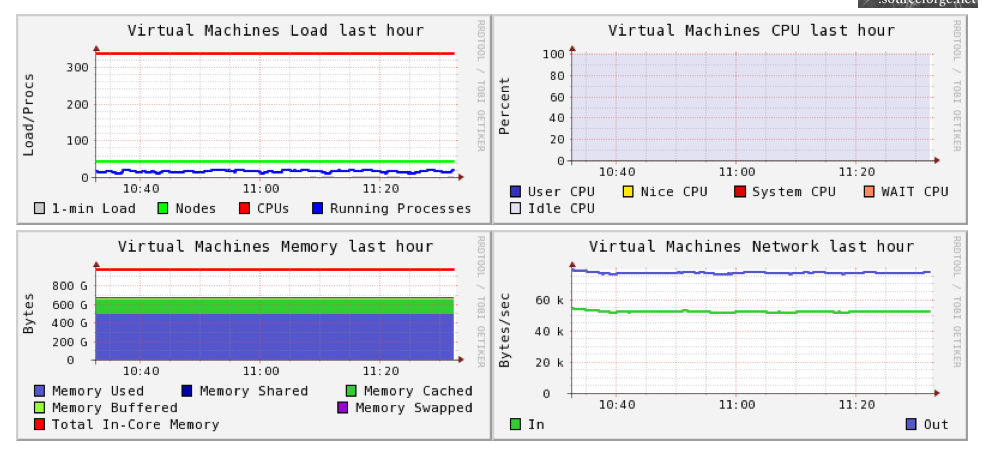 .sourceforge.net
Virtual Machines Load last hour
Load/Procs
300
200
100
0
10:40 11:00 11:20
1-min Load Nodes CPUs Running Processes
RRDTOOL / TOBI OETIKER
Virtual Machines CPU last hour
Percent
100
80
60
40
20
0
10:40 11:00 11:20
User CPU Nice CPU System CPU WAIT CPU
Idle CPU
RRDTOOL / TOBI OETIKER
Virtual Machines Memory last hour
Bytes
800 G
600 G
400 G
200 G
0
10:40 11:00 11:20
Memory Used Memory Shared Memory Cached
Memory Buffered Memory Swapped
Total In-Core Memory
RRDTOOL / TOBI OETIKER
Virtual Machines Network last hour
Bytes/sec
60 k
40 k
20 k
0
10:40 11:00 11:20
In Out
RRDTOOL / TOBI OETIKER